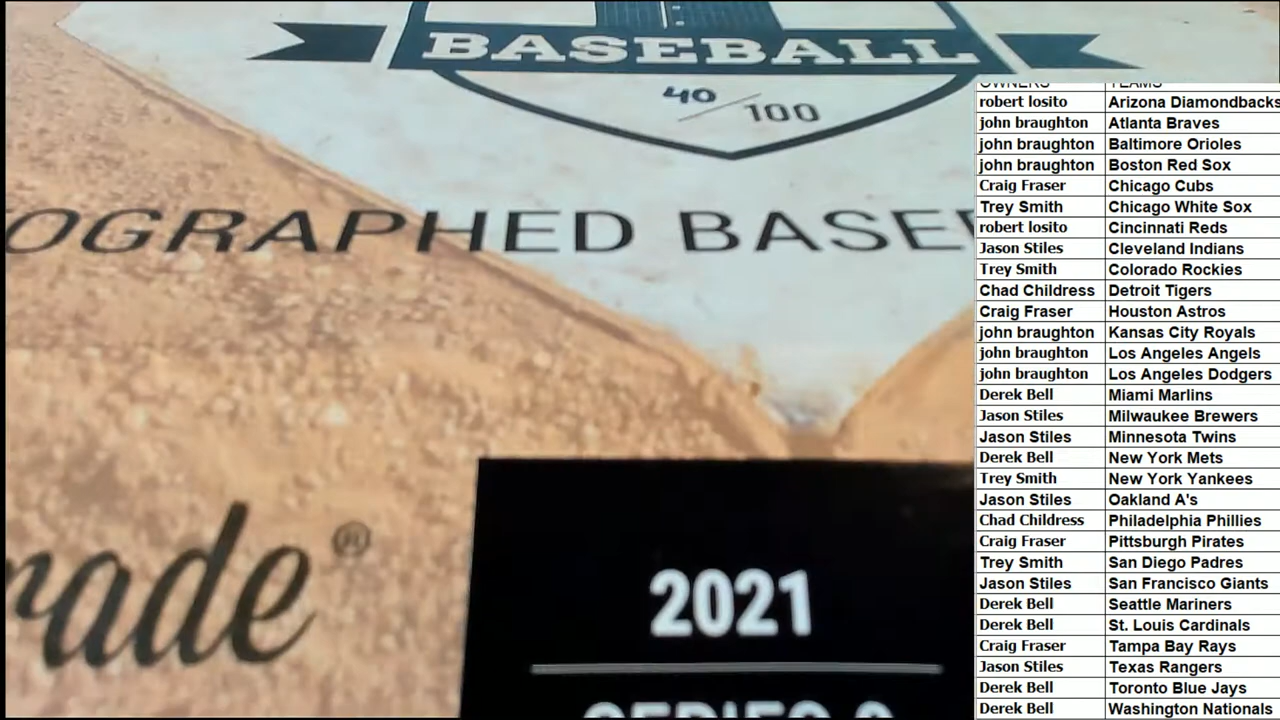 BASEBALL
40/100
OGRAPHED BASE
rade®
2021
SERIES
OWNERS TEAMS
robert losito Arizona Diamondbacks
john braughton Atlanta Braves
john braughton Baltimore Orioles
john braughton Boston Red Sox
Craig Fraser Chicago Cubs
Trey Smith Chicago White Sox
robert losito Cincinnati Reds
Jason Stiles Cleveland Indians
Trey Smith Colorado Rockies
Chad Childress Detroit Tigers
Craig Fraser Houston Astros
john braughton Kansas City Royals
john braughton Los Angeles Angels
john braughton Los Angeles Dodgers
Derek Bell Miami Marlins
Jason Stiles Milwaukee Brewers
Jason Stiles Minnesota Twins
Derek Bell New York Mets
Trey Smith New York Yankees
Jason Stiles Oakland A's
Chad Childress Philadelphia Phillies
Craig Fraser Pittsburgh Pirates
Trey Smith San Diego Padres
Jason Stiles San Francisco Giants
Derek Bell Seattle Mariners
Derek Bell St. Louis Cardinals
Craig Fraser Tampa Bay Rays
Jason Stiles Texas Rangers
Derek Bell Toronto Blue Jays
Derek Bell Washington Nationals